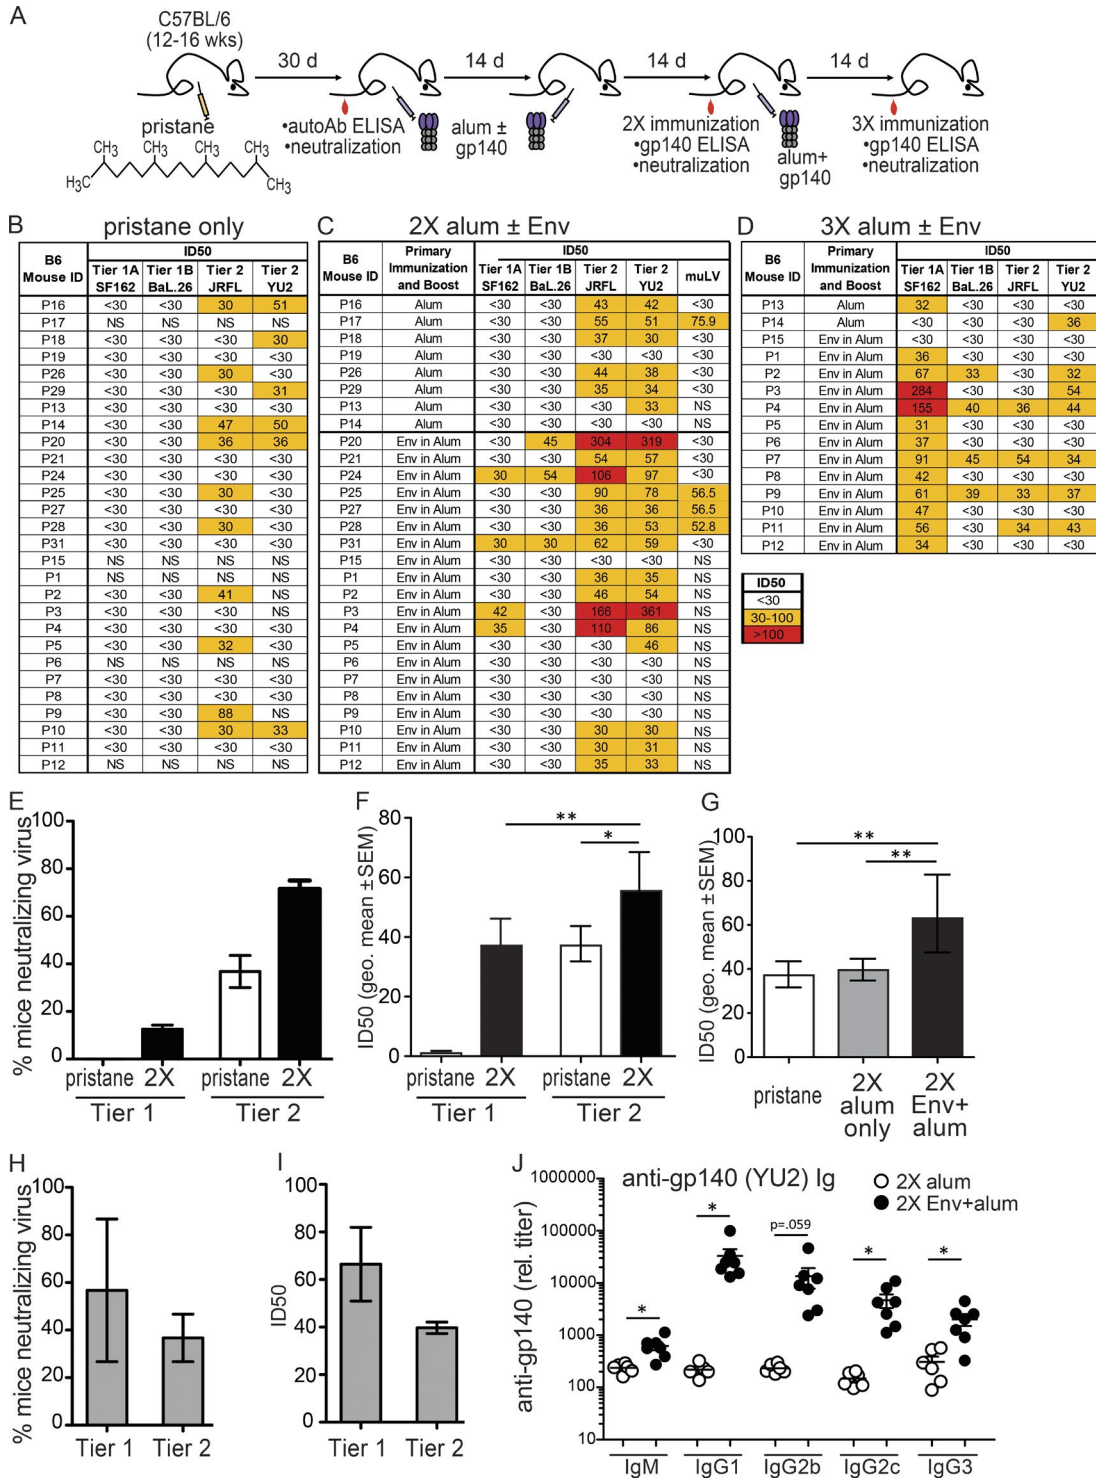 A
C57BL/6
(12-16 wks)
30 d
14 d
14 d
14 d
pristane
CH₃ CH₃ CH₃ CH₃
H₃C CH₃
•autoAb ELISA
•neutralization
alum ±
gp140
2X immunization
•gp140 ELISA
•neutralization
alum+
gp140
3X immunization
•gp140 ELISA
•neutralization
B pristane only
B6 Mouse ID ID50
Tier 1A SF162 Tier 1B BaL.26 Tier 2 JRFL Tier 2 YU2
P16 <30 <30 30 51
P17 NS NS NS NS
P18 <30 <30 <30 30
P19 <30 <30 <30 <30
P26 <30 <30 30 <30
P29 <30 <30 <30 31
P13 <30 <30 <30 <30
P14 <30 <30 47 50
P20 <30 <30 36 36
P21 <30 <30 <30 <30
P24 <30 <30 <30 <30
P25 <30 <30 30 <30
P27 <30 <30 <30 <30
P28 <30 <30 30 <30
P31 <30 <30 <30 <30
P15 NS NS NS NS
P1 NS NS NS NS
P2 <30 <30 41 NS
P3 <30 <30 <30 NS
P4 <30 <30 <30 <30
P5 <30 <30 32 <30
P6 NS NS NS NS
P7 <30 <30 <30 <30
P8 <30 <30 <30 <30
P9 <30 <30 88 NS
P10 <30 <30 30 33
P11 <30 <30 <30 <30
P12 NS NS NS NS
C 2X alum ± Env
B6 Mouse ID Primary Immunization and Boost ID50
Tier 1A SF162 Tier 1B BaL.26 Tier 2 JRFL Tier 2 YU2 muLV
P16 Alum <30 <30 43 42 <30
P17 Alum <30 <30 55 51 75.9
P18 Alum <30 <30 37 30 <30
P19 Alum <30 <30 <30 <30 <30
P26 Alum <30 <30 44 38 <30
P29 Alum <30 <30 35 34 <30
P13 Alum <30 <30 <30 33 NS
P14 Alum <30 <30 <30 <30 NS
P20 Env in Alum <30 45 304 319 <30
P21 Env in Alum <30 <30 54 57 <30
P24 Env in Alum 30 54 106 97 <30
P25 Env in Alum <30 <30 90 78 56.5
P27 Env in Alum <30 <30 36 36 56.5
P28 Env in Alum <30 <30 36 53 52.8
P31 Env in Alum 30 30 62 59 <30
P15 Env in Alum <30 <30 <30 <30 NS
P1 Env in Alum <30 <30 36 35 NS
P2 Env in Alum <30 <30 46 54 NS
P3 Env in Alum 42 <30 166 361 NS
P4 Env in Alum 35 <30 110 86 NS
P5 Env in Alum <30 <30 <30 46 NS
P6 Env in Alum <30 <30 <30 <30 NS
P7 Env in Alum <30 <30 <30 <30 NS
P8 Env in Alum <30 <30 <30 <30 NS
P9 Env in Alum <30 <30 <30 <30 NS
P10 Env in Alum <30 <30 30 30 NS
P11 Env in Alum <30 <30 30 31 NS
P12 Env in Alum <30 <30 35 33 NS
D 3X alum ± Env
B6 Mouse ID Primary Immunization and Boost ID50
Tier 1A SF162 Tier 1B BaL.26 Tier 2 JRFL Tier 2 YU2
P13 Alum 32 <30 <30 <30
P14 Alum <30 <30 <30 36
P15 Env in Alum <30 <30 <30 <30
P1 Env in Alum 36 <30 <30 <30
P2 Env in Alum 67 33 <30 32
P3 Env in Alum 284 <30 <30 54
P4 Env in Alum 155 40 36 44
P5 Env in Alum 31 <30 <30 <30
P6 Env in Alum 37 <30 <30 <30
P7 Env in Alum 91 45 54 34
P8 Env in Alum 42 <30 <30 <30
P9 Env in Alum 61 39 33 37
P10 Env in Alum 47 <30 <30 <30
P11 Env in Alum 56 <30 34 43
P12 Env in Alum 34 <30 <30 <30
ID50
<30
30-100
>100
E
% mice neutralizing virus
100
80
60
40
20
0
pristane 2X pristane 2X
Tier 1 Tier 2
F
ID50 (geo. mean ±SEM)
80
60
40
20
0
**
*
pristane 2X pristane 2X
Tier 1 Tier 2
G
ID50 (geo. mean ±SEM)
100
80
60
40
20
0
**
**
pristane
2X alum only
2X Env+ alum
H
% mice neutralizing virus
100
80
60
40
20
0
Tier 1 Tier 2
I
ID50
100
80
60
40
20
0
Tier 1 Tier 2
J
anti-gp140 (YU2) Ig
2X alum
2X Env+alum
anti-gp140 (rel. titer)
1000000
100000
10000
1000
100
10
*
*
p=.059
*
*
IgM IgG1 IgG2b IgG2c IgG3